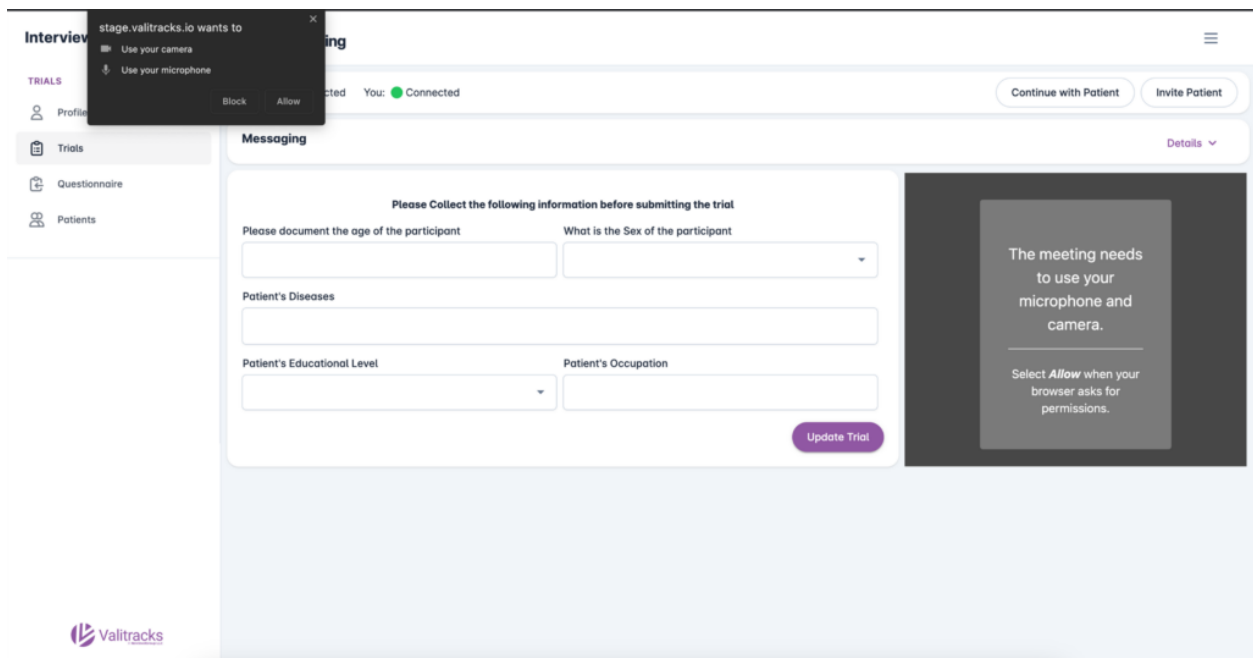 stage.valitracks.io wants to
Use your camera
Use your microphone
Block Allow
TRIALS
Trials
Questionnaire
Patients
You: Connected
Continue with Patient Invite Patient
Messaging
Details
Please Collect the following information before submitting the trial
Please document the age of the participant What is the Sex of the participant
Patient's Diseases
Patient's Educational Level Patient's Occupation
Update Trial
The meeting needs
to use your
microphone and
camera.
Select Allow when your
browser asks for
permissions.
Valitracks